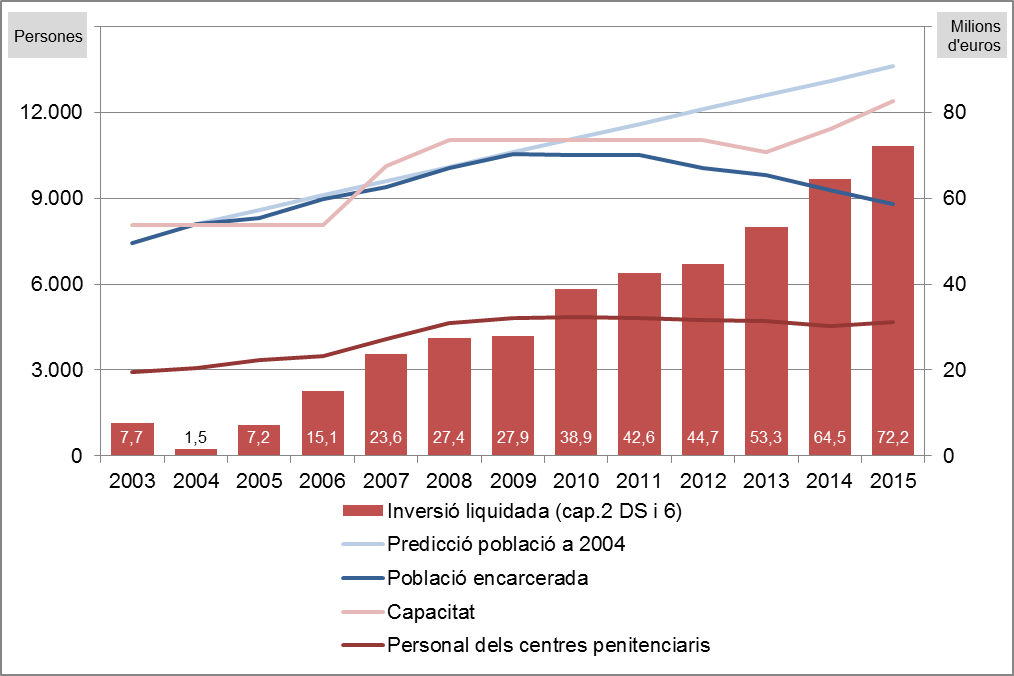 Persones
Milions
d'euros
12.000
80
9.000
60
6.000
40
3.000
20
7,7 1,5 7,2 15,1 23,6 27,4 27,9 38,9 42,6 44,7 53,3 64,5 72,2
0
0
2003 2004 2005 2006 2007 2008 2009 2010 2011 2012 2013 2014 2015
Inversió liquidada (cap.2 DS i 6)
Predicció població a 2004
Població encarcerada
Capacitat
Personal dels centres penitenciaris